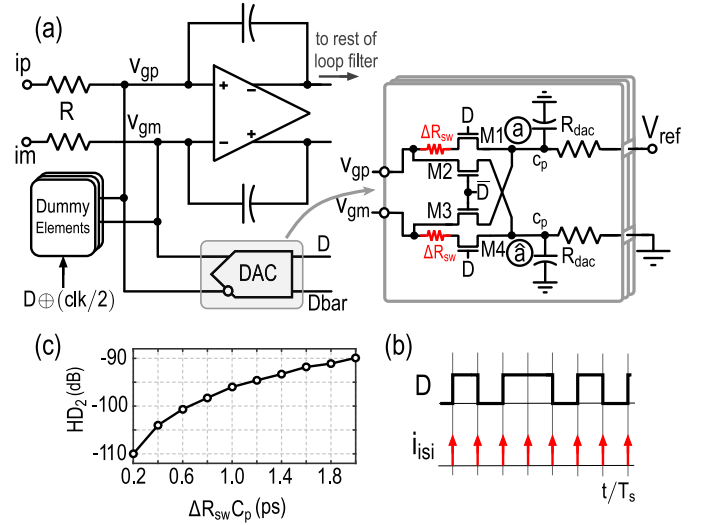 (a)
ip
R
Vgp
im
Vgm
+
−
−
+
to rest of
loop filter
Dummy
Elements
D⊕(clk/2)
DAC
D
Dbar
Vgp
Vgm
ΔRsw
D
M1
M2
D̄
M3
M4
ΔRsw
D
a
â
cp
cp
Rdac
Rdac
Vref
(c)
HD₂ (dB)
-90
-100
-110
0.2
0.6
1.0
1.4
1.8
ΔRswCp (ps)
(b)
D
iisi
t/Ts